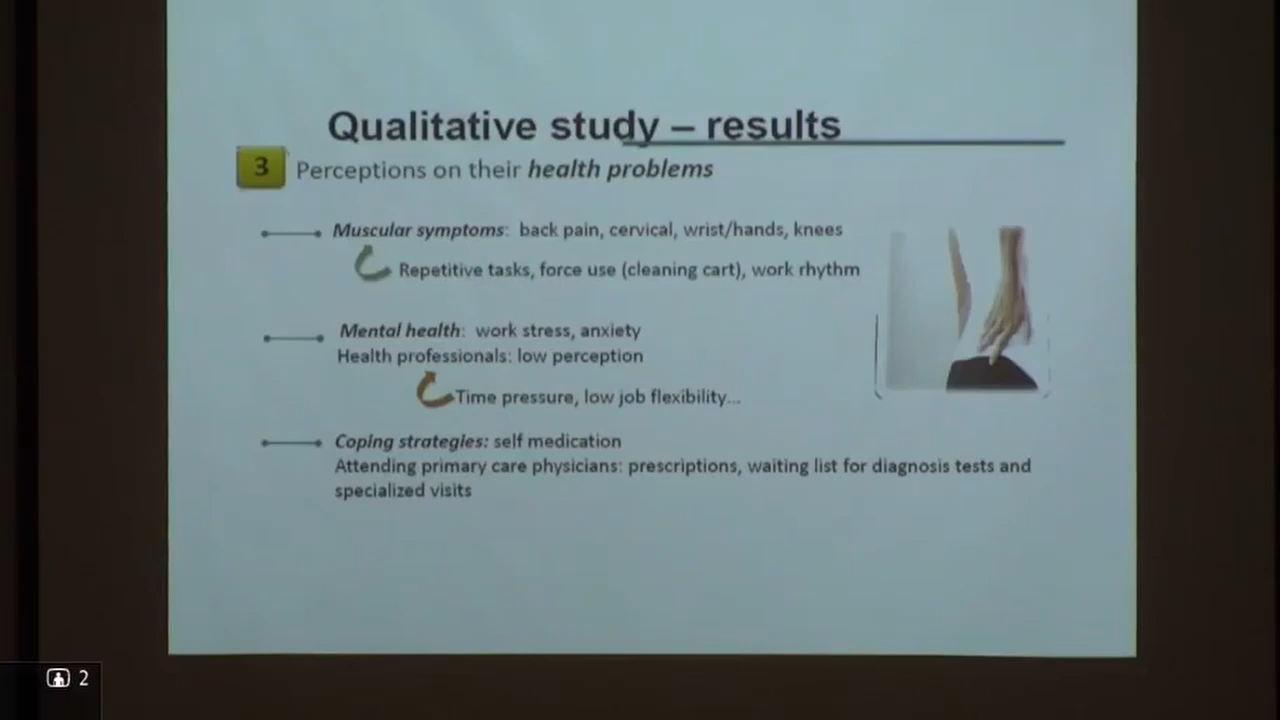 Qualitative study – results
3 Perceptions on their health problems
Muscular symptoms: back pain, cervical, wrist/hands, knees
Repetitive tasks, force use (cleaning cart), work rhythm
Mental health: work stress, anxiety
Health professionals: low perception
Time pressure, low job flexibility...
Coping strategies: self medication
Attending primary care physicians: prescriptions, waiting list for diagnosis tests and
specialized visits
2